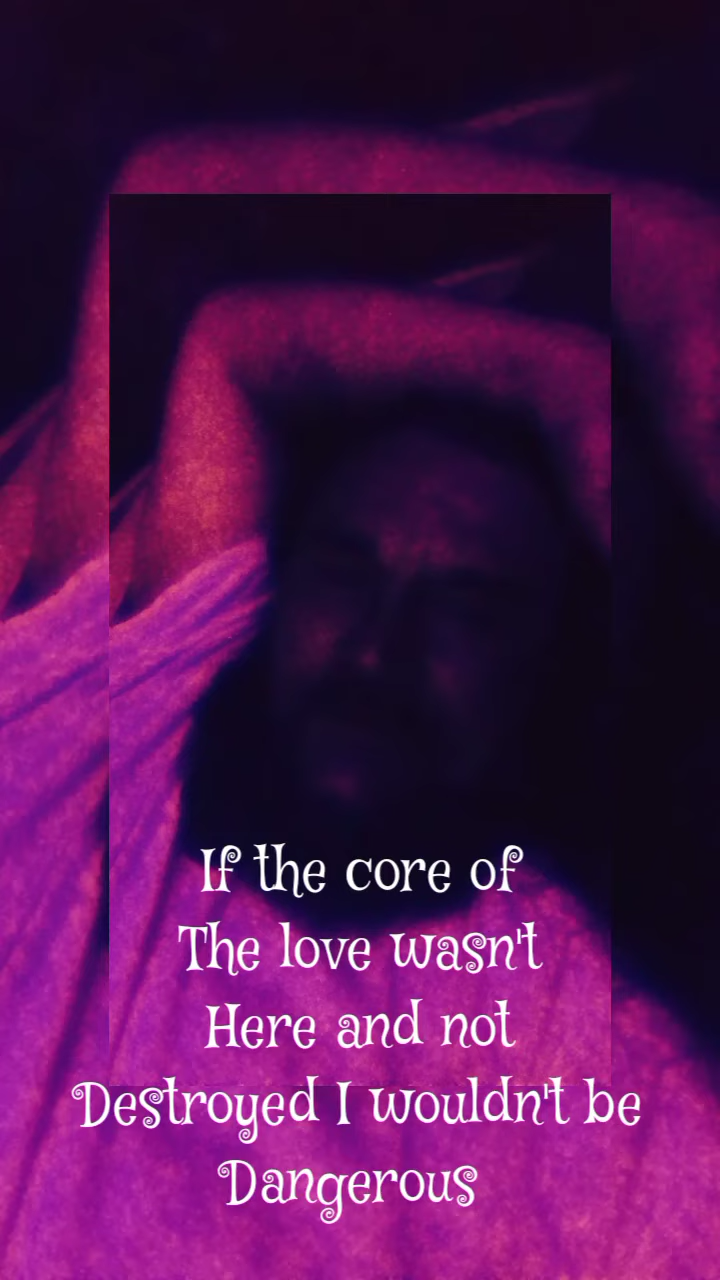 If the core of
The love wasn't
Here and not
Destroyed I wouldn't be
Dangerous